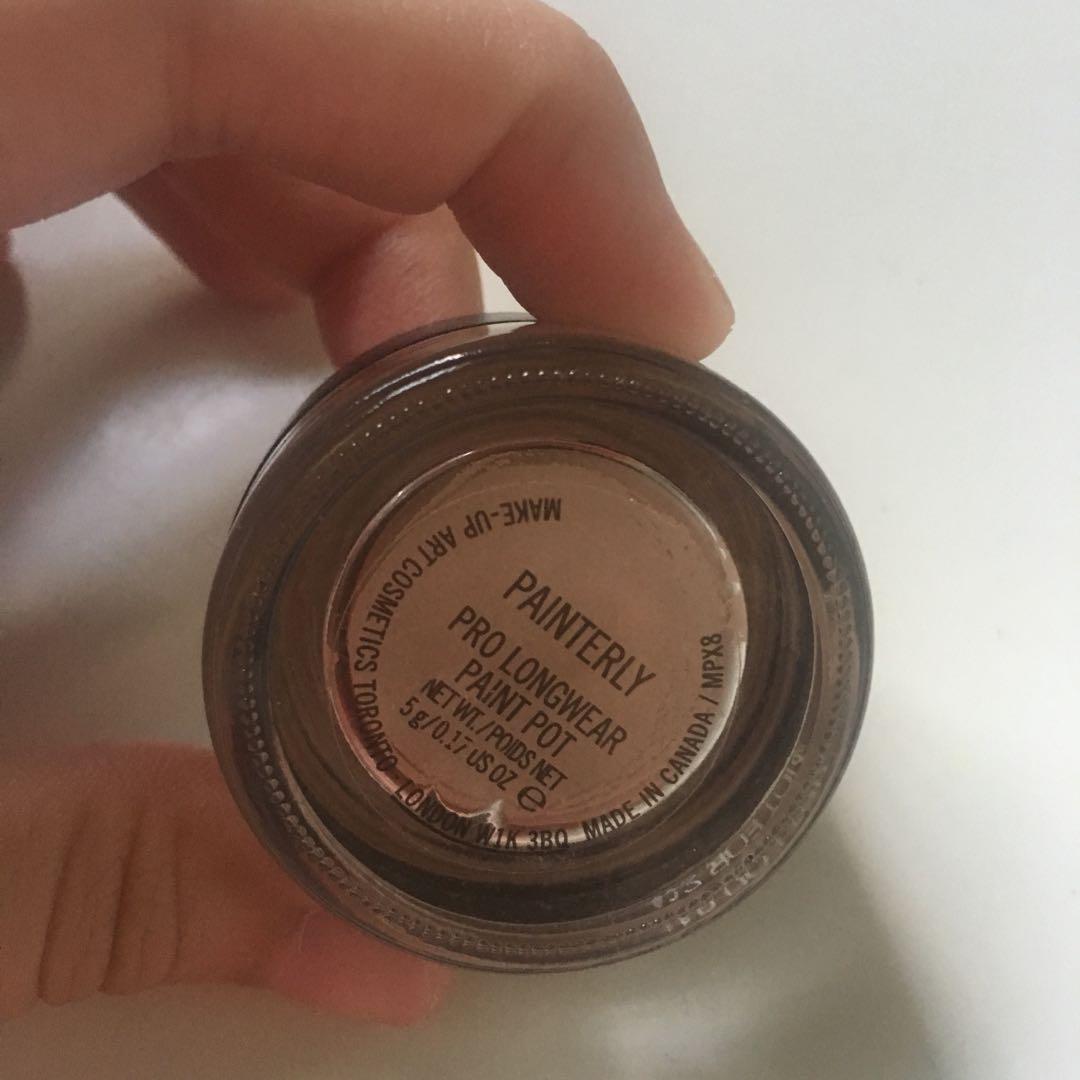 PAINTERLY
PRO LONGWEAR
PAINT POT
NET WT./POIDS NET
5 g/0.17 US OZ e
MAKE-UP ART COSMETICS TORONTO - LONDON W1K 3BQ MADE IN CANADA / MPX8